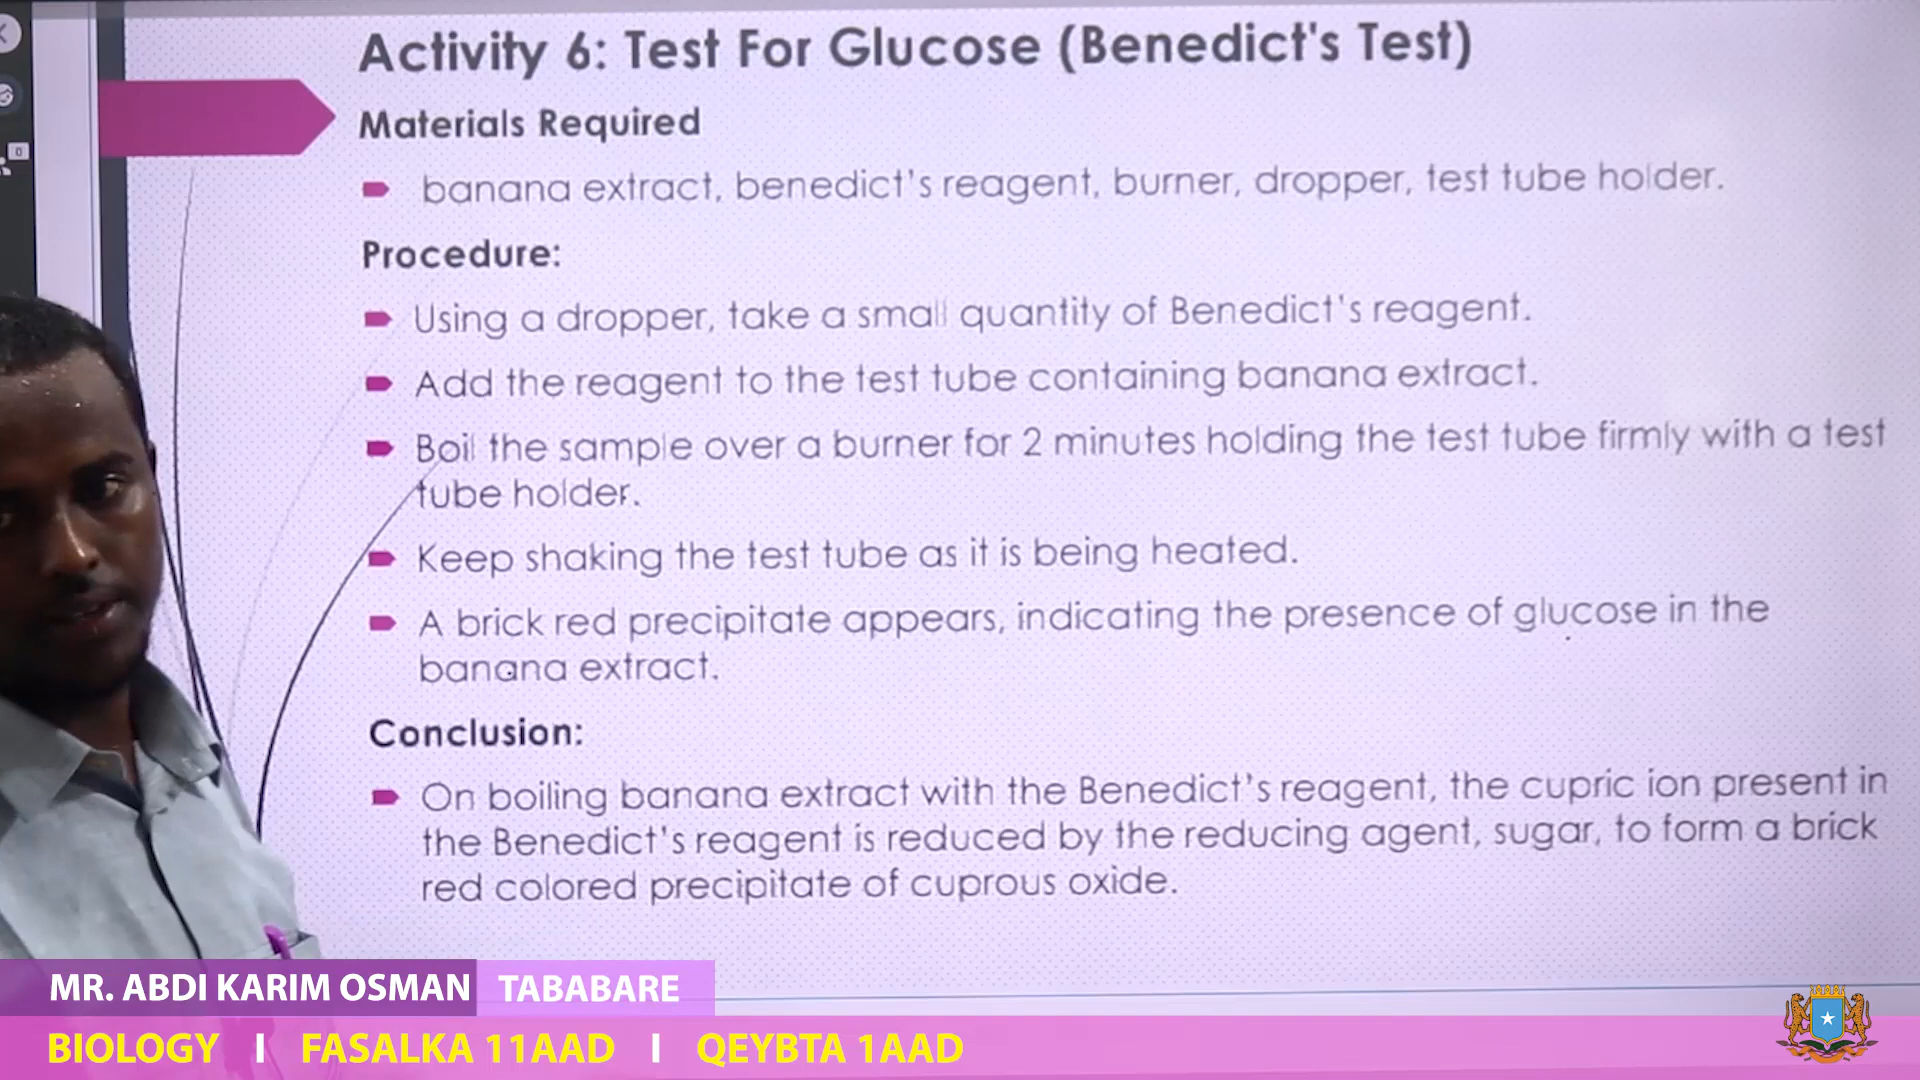 Activity 6: Test For Glucose (Benedict's Test)
Materials Required
banana extract, benedict's reagent, burner, dropper, test tube holder.
Procedure:
Using a dropper, take a small quantity of Benedict's reagent.
Add the reagent to the test tube containing banana extract.
Boil the sample over a burner for 2 minutes holding the test tube firmly with a test
tube holder.
Keep shaking the test tube as it is being heated.
A brick red precipitate appears, indicating the presence of glucose in the
banana extract.
Conclusion:
On boiling banana extract with the Benedict's reagent, the cupric ion present in
the Benedict's reagent is reduced by the reducing agent, sugar, to form a brick
red colored precipitate of cuprous oxide.
0
MR. ABDI KARIM OSMAN TABABARE
BIOLOGY I FASALKA 11AAD I QEYBTA 1AAD